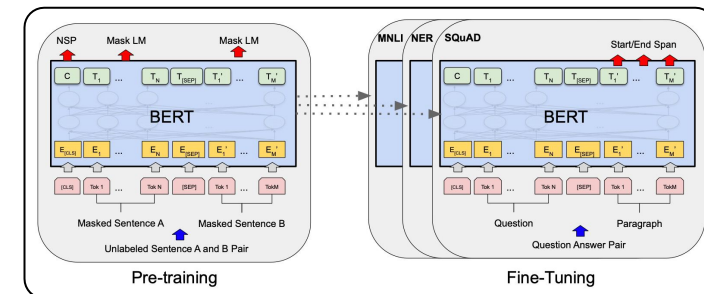 NSP Mask LM Mask LM
C T1 ... TN T[SEP] T1' ... TM'
BERT
E[CLS] E1 ... EN E[SEP] E1' ... EM'
[CLS] Tok 1 ... Tok N [SEP] Tok 1 ... TokM
Masked Sentence A Masked Sentence B
Unlabeled Sentence A and B Pair
Pre-training
MNLI NER SQuAD
Start/End Span
C T1 ... TN T[SEP] T1' ... TM'
BERT
E[CLS] E1 ... EN E[SEP] E1' ... EM'
[CLS] Tok 1 ... Tok N [SEP] Tok 1 ... TokM
Question Paragraph
Question Answer Pair
Fine-Tuning